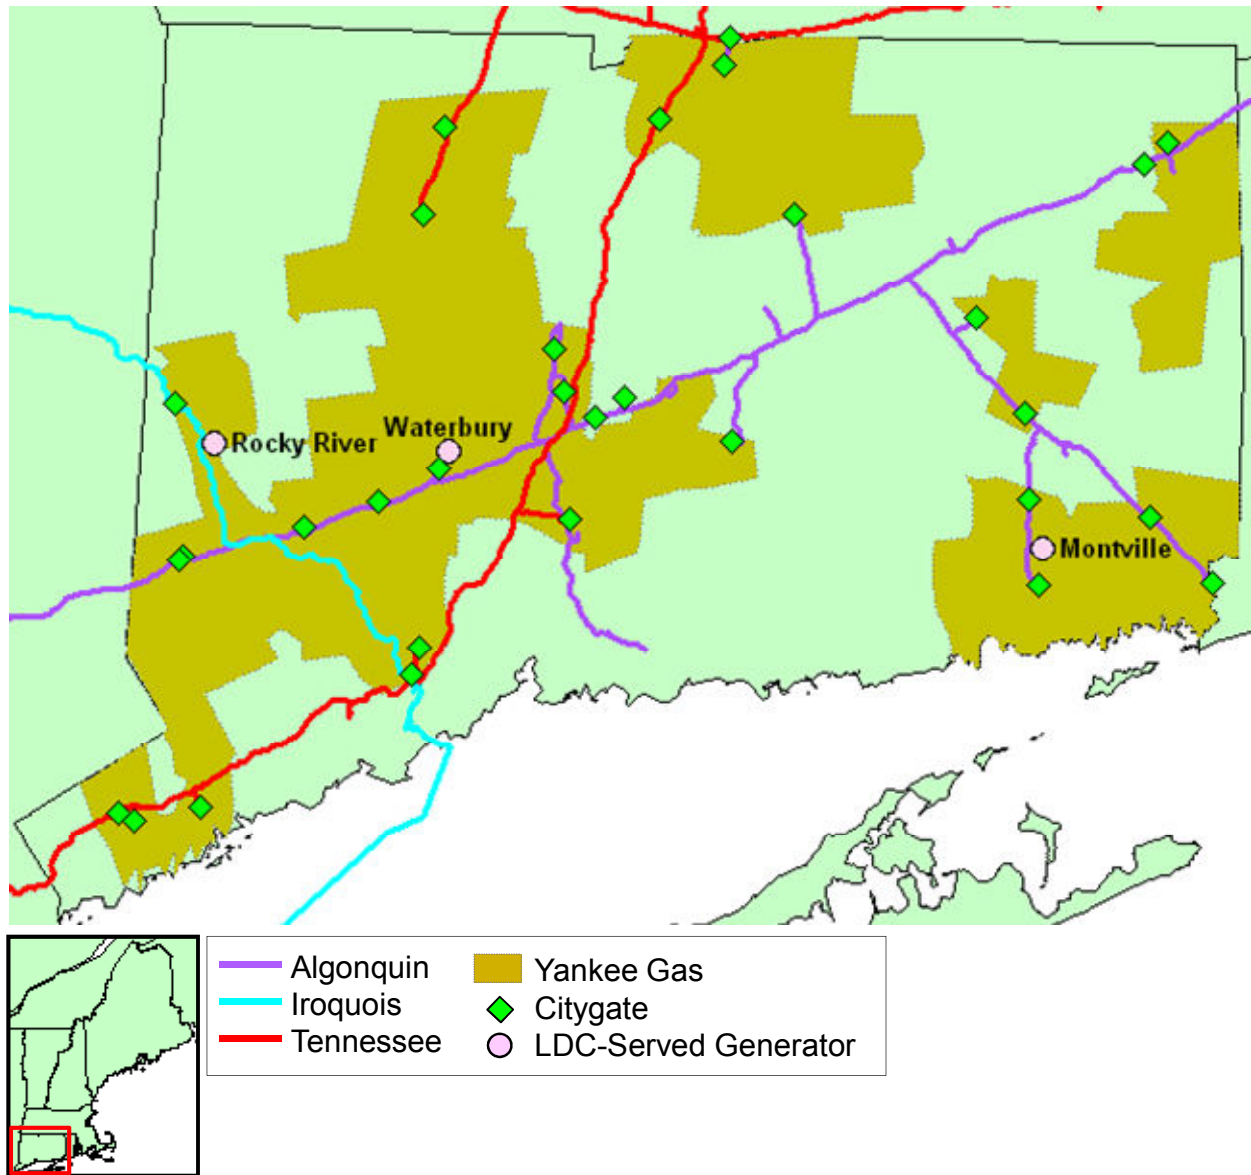 Waterbury
Rocky River
Montville
Algonquin
Iroquois
Tennessee
Yankee Gas
Citygate
LDC-Served Generator